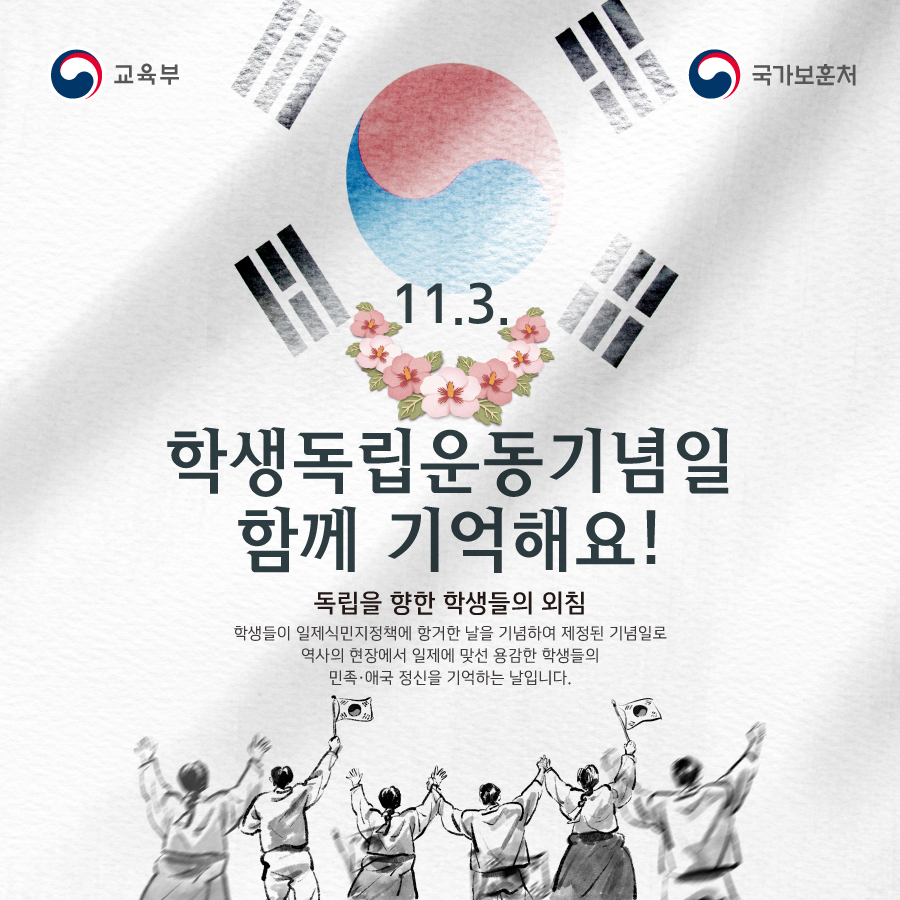 교육부
국가보훈처
11.3.
학생독립운동기념일
함께 기억해요!
독립을 향한 학생들의 외침
학생들이 일제식민지정책에 항거한 날을 기념하여 제정된 기념일로
역사의 현장에서 일제에 맞선 용감한 학생들의
민족·애국 정신을 기억하는 날입니다.